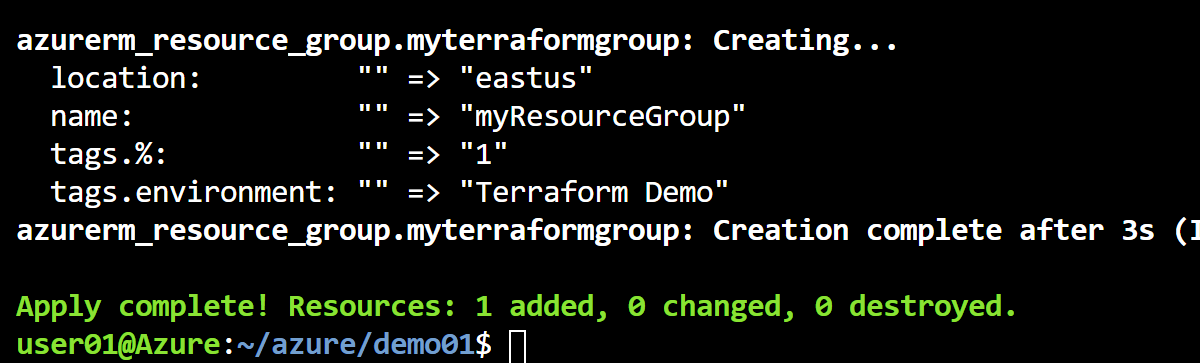 azurerm_resource_group.myterraformgroup: Creating...
  location:         "" => "eastus"
  name:             "" => "myResourceGroup"
  tags.%:           "" => "1"
  tags.environment: "" => "Terraform Demo"
azurerm_resource_group.myterraformgroup: Creation complete after 3s (I
Apply complete! Resources: 1 added, 0 changed, 0 destroyed.
user01@Azure:~/azure/demo01$